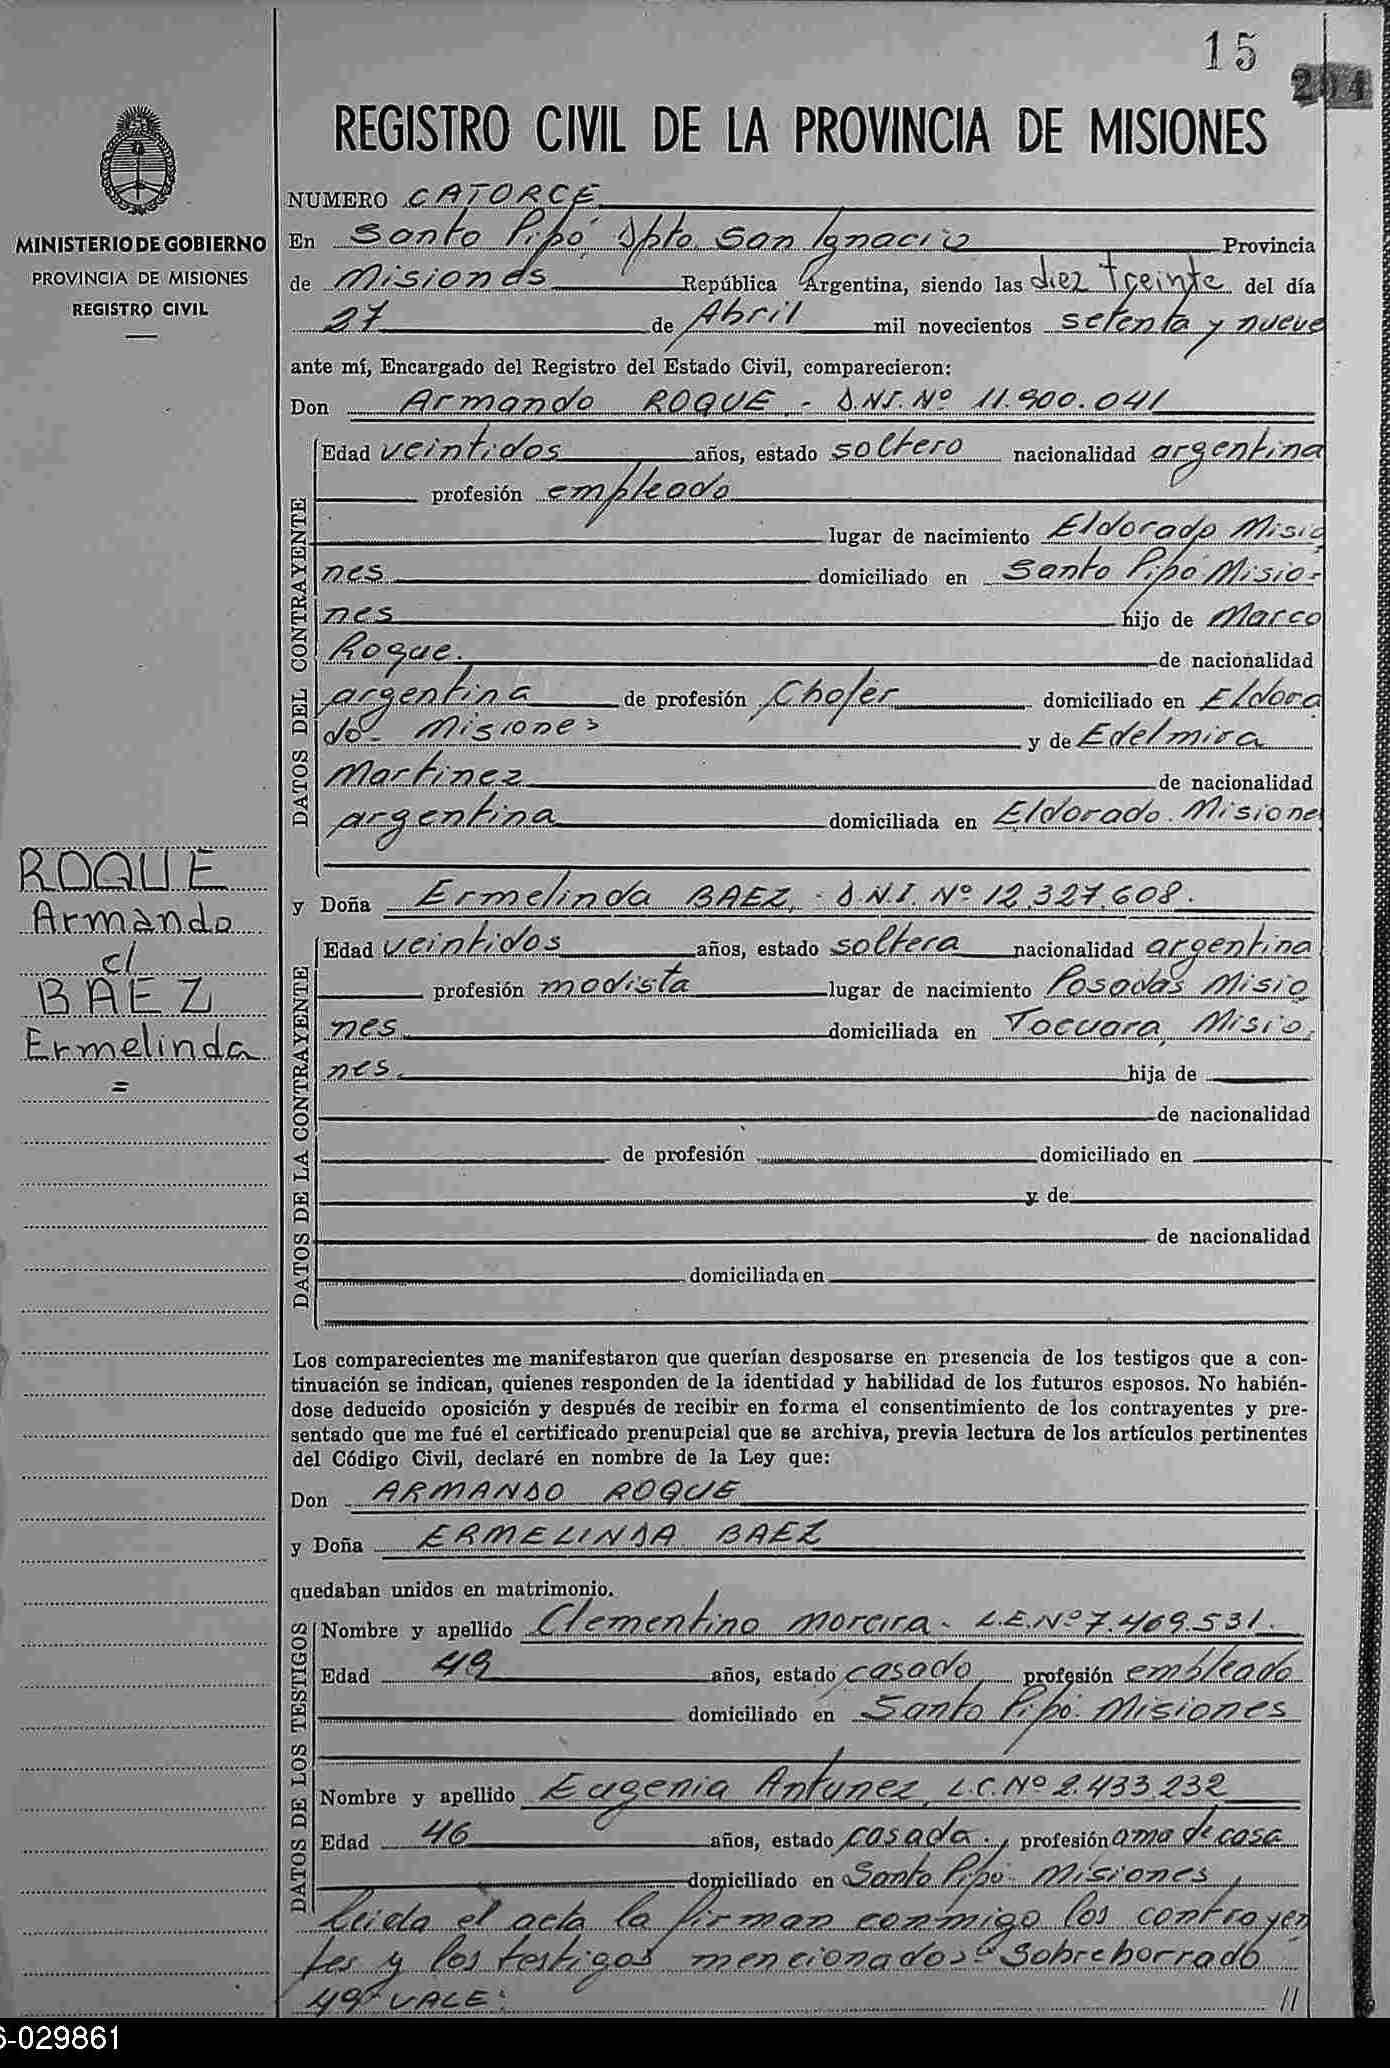 15
204
REGISTRO CIVIL DE LA PROVINCIA DE MISIONES
MINISTERIO DE GOBIERNO
PROVINCIA DE MISIONES
REGISTRO CIVIL
NUMERO CATORCE
En Santo Pipó Dpto. San Ignacio Provincia
de Misiones República Argentina, siendo las diez treinta del día
27 de Abril mil novecientos setenta y nueve
ante mí, Encargado del Registro del Estado Civil, comparecieron:
Don Armando ROQUE - D.N.I. Nº 11.900.041
DATOS DEL CONTRAYENTE
Edad veintidos años, estado soltero nacionalidad argentina
profesión empleado
lugar de nacimiento Eldorado Misio
nes domiciliado en Santo Pipó Misio-
nes hijo de Marco
Roque. de nacionalidad
argentina de profesión Chofer domiciliado en Eldora
do- Misiones y de Edelmira
Martinez de nacionalidad
argentina domiciliada en Eldorado. Misione
ROQUE
Armando
c/
BAEZ
Ermelinda
=
y Doña Ermelinda BAEZ, - D.N.I. Nº 12.327.608.
DATOS DE LA CONTRAYENTE
Edad veintidos años, estado soltera nacionalidad argentina
profesión modista lugar de nacimiento Posadas Misio
nes. domiciliada en Tacuara, Misio.
nes. hija de
de nacionalidad
de profesión domiciliado en
y de
de nacionalidad
domiciliada en
Los comparecientes me manifestaron que querían desposarse en presencia de los testigos que a con-
tinuación se indican, quienes responden de la identidad y habilidad de los futuros esposos. No habién-
dose deducido oposición y después de recibir en forma el consentimiento de los contrayentes y pre-
sentado que me fué el certificado prenupcial que se archiva, previa lectura de los artículos pertinentes
del Código Civil, declaré en nombre de la Ley que:
Don ARMANDO ROQUE
y Doña ERMELINDA BAEZ
quedaban unidos en matrimonio.
DATOS DE LOS TESTIGOS
Nombre y apellido Clementino Moreira - L.E. Nº 7.469.531.
Edad 49 años, estado casado, profesión empleado
domiciliado en Santo Pipó. Misiones
Nombre y apellido Eugenia Antunez, L.C. Nº 2.433.232
Edad 46 años, estado casada., profesión ama de casa
domiciliado en Santo Pipó - Misiones
Leida el acta la firman conmigo los contrayen
tes y los testigos mencionados - Sobreborrado
49 - VALE.
//
6-029861